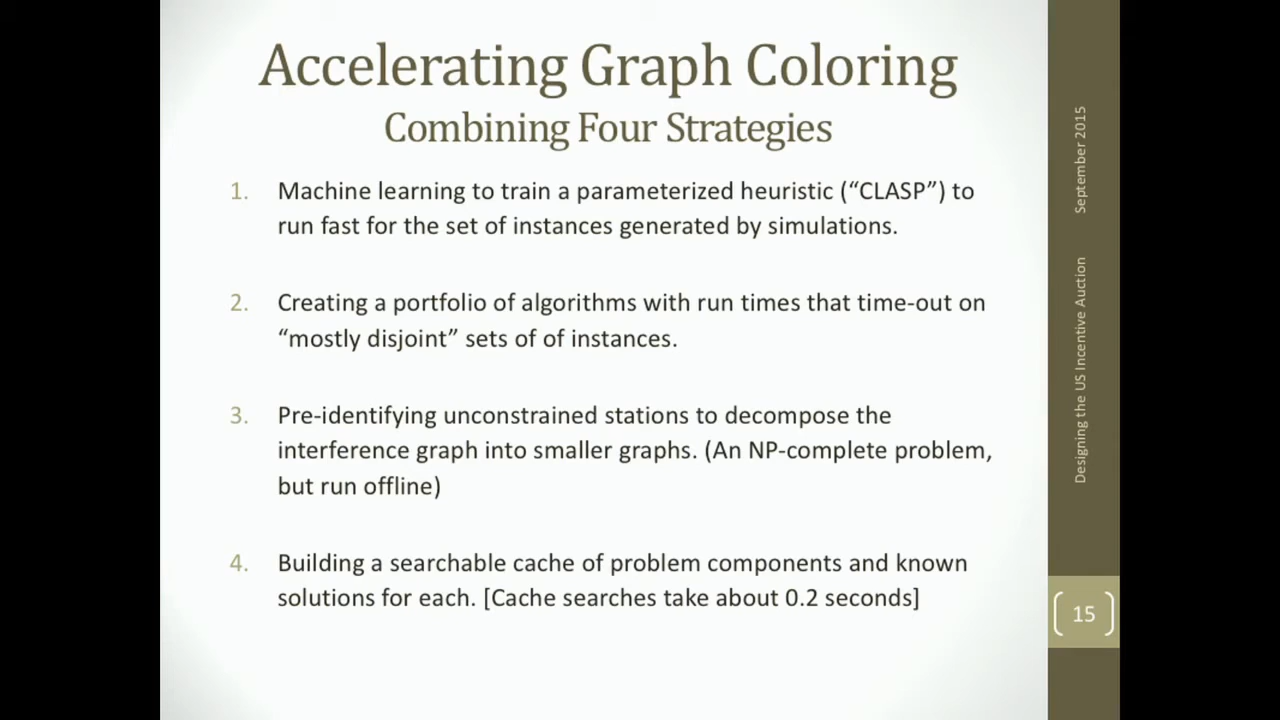 Accelerating Graph Coloring
Combining Four Strategies
1. Machine learning to train a parameterized heuristic (“CLASP”) to
run fast for the set of instances generated by simulations.
2. Creating a portfolio of algorithms with run times that time-out on
“mostly disjoint” sets of of instances.
3. Pre-identifying unconstrained stations to decompose the
interference graph into smaller graphs. (An NP-complete problem,
but run offline)
4. Building a searchable cache of problem components and known
solutions for each. [Cache searches take about 0.2 seconds]
September 2015
Designing the US Incentive Auction
15